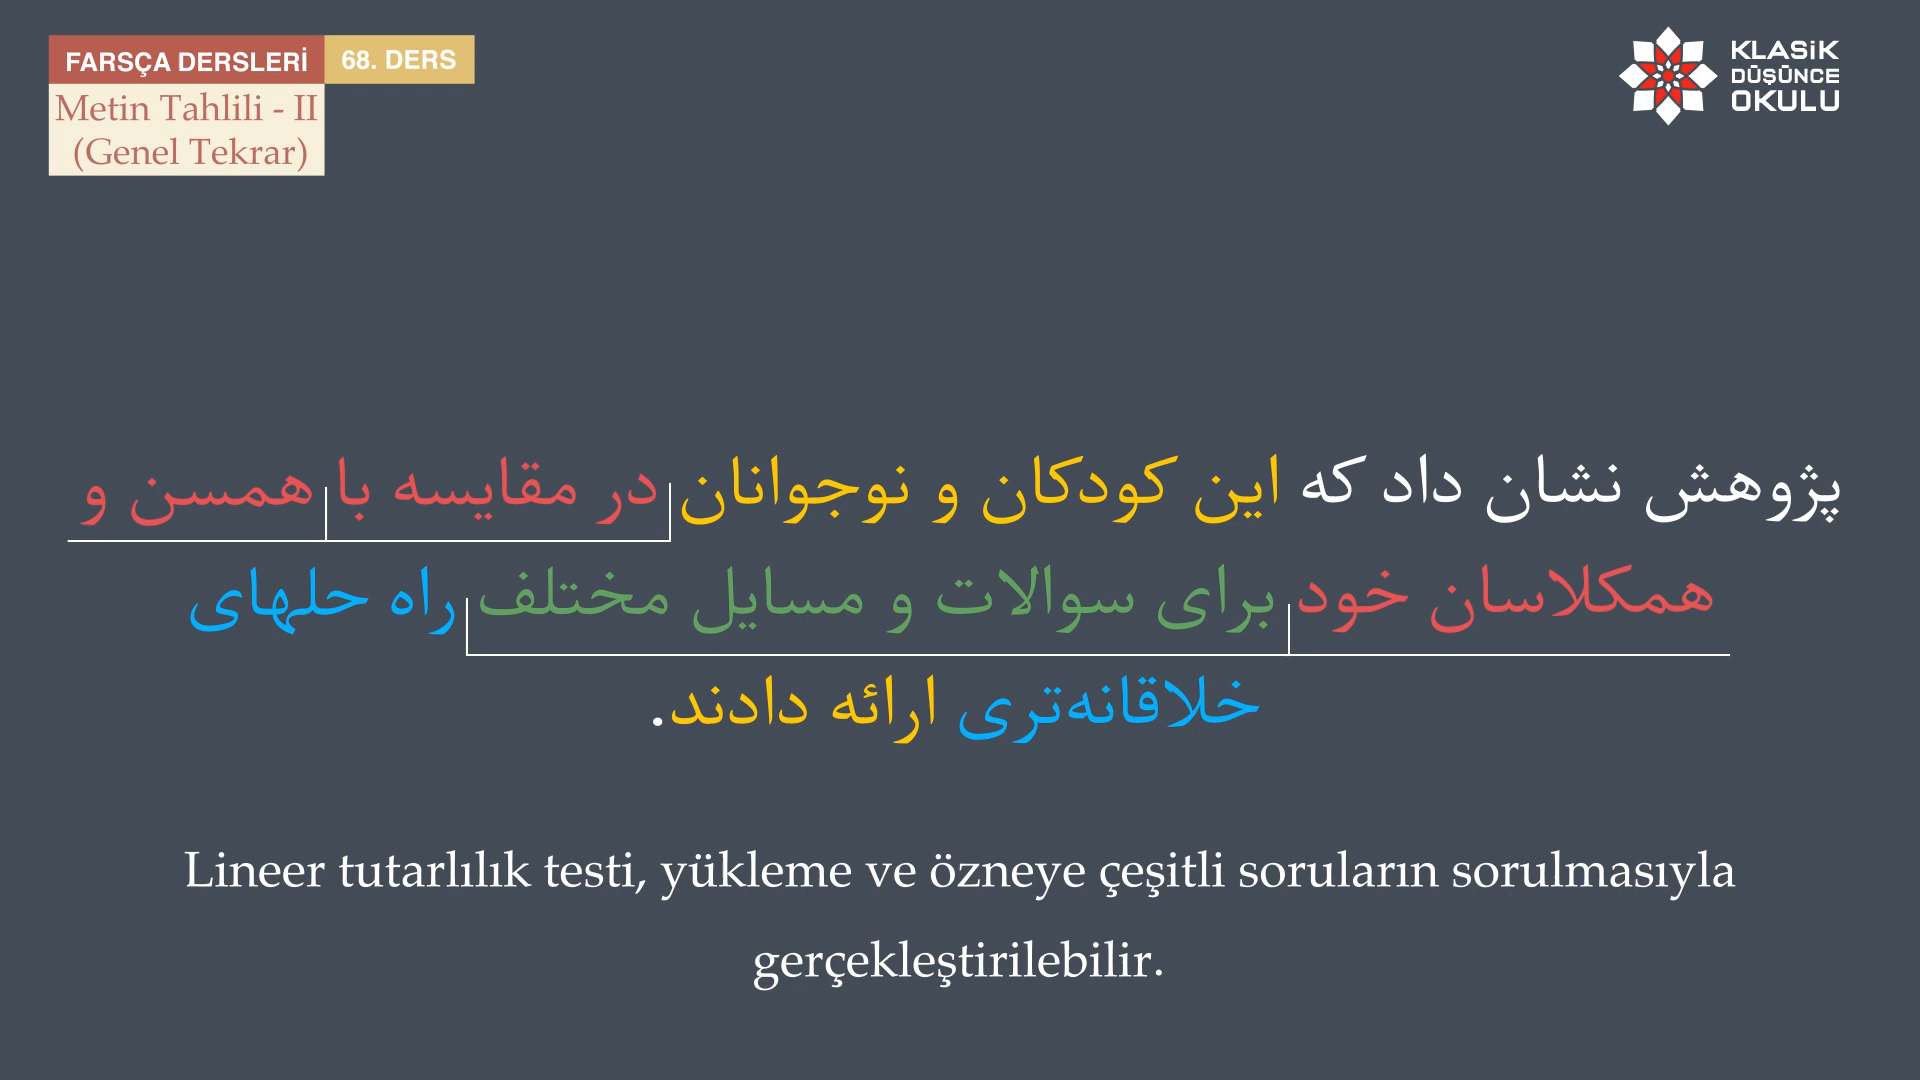 FARSÇA DERSLERİ
68. DERS
Metin Tahlili - II
(Genel Tekrar)
KLASiK
DÜŞÜNCE
OKULU
پژوهش نشان داد که این کودکان و نوجوانان در مقایسه با همسن و
همکلاسان خود برای سوالات و مسایل مختلف راه حلهای
خلاقانه‌تری ارائه دادند.
Lineer tutarlılık testi, yükleme ve özneye çeşitli soruların sorulmasıyla
gerçekleştirilebilir.